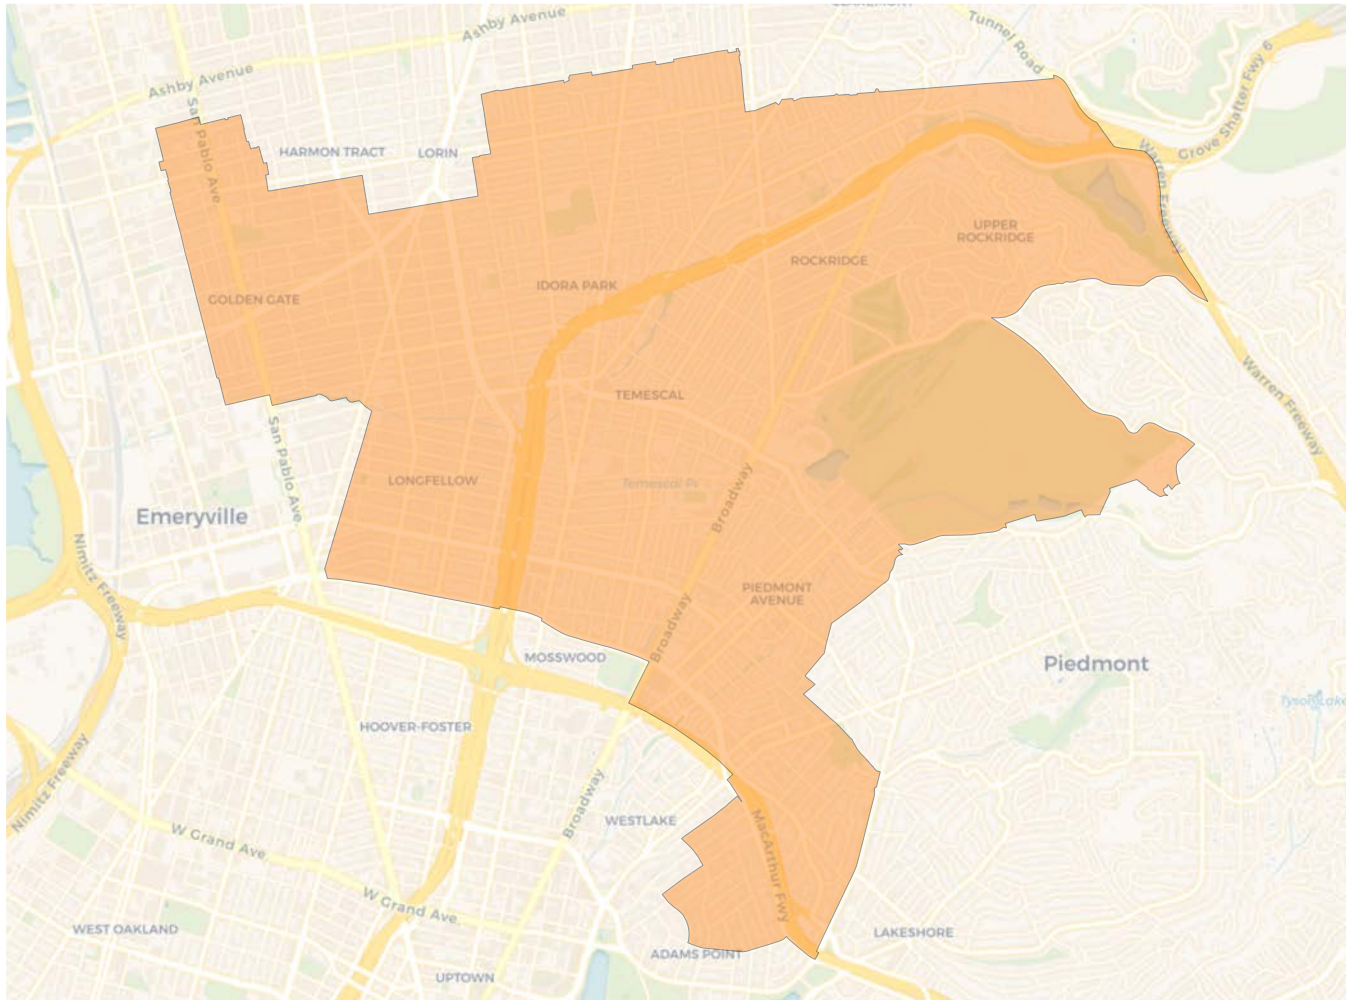 Ashby Avenue
Tunnel Road
Grove Shafter Fwy 6
Ashby Avenue
San Pablo Ave
HARMON TRACT
LORIN
Warren Freeway
UPPER
ROCKRIDGE
ROCKRIDGE
IDORA PARK
GOLDEN GATE
TEMESCAL
Warren Freeway
San Pablo Ave
LONGFELLOW
Broadway
Emeryville
Nimitz Freeway
PIEDMONT
AVENUE
Broadway
MOSSWOOD
Piedmont
HOOVER-FOSTER
Nimitz Freeway
Broadway
WESTLAKE
MacArthur Fwy
W Grand Ave
W Grand Ave
WEST OAKLAND
ADAMS POINT
LAKESHORE
UPTOWN